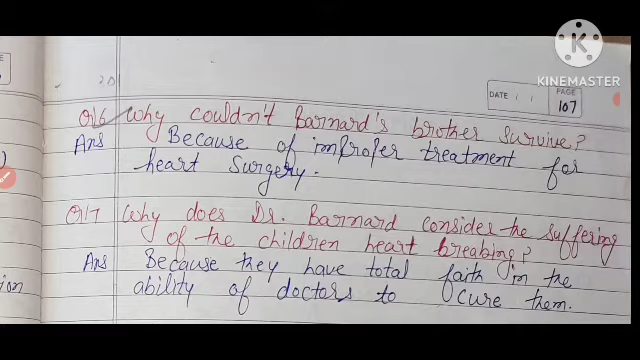 KINEMASTER
20
DATE
PAGE
107
Q16 Why couldn't Barnard's brother survive?
Ans Because of improper treatment for
heart surgery.
Q17 Why does Dr. Barnard consider the suffering
of the children heart breaking?
Ans Because they have total faith in the
ability of doctors to cure them.
ion